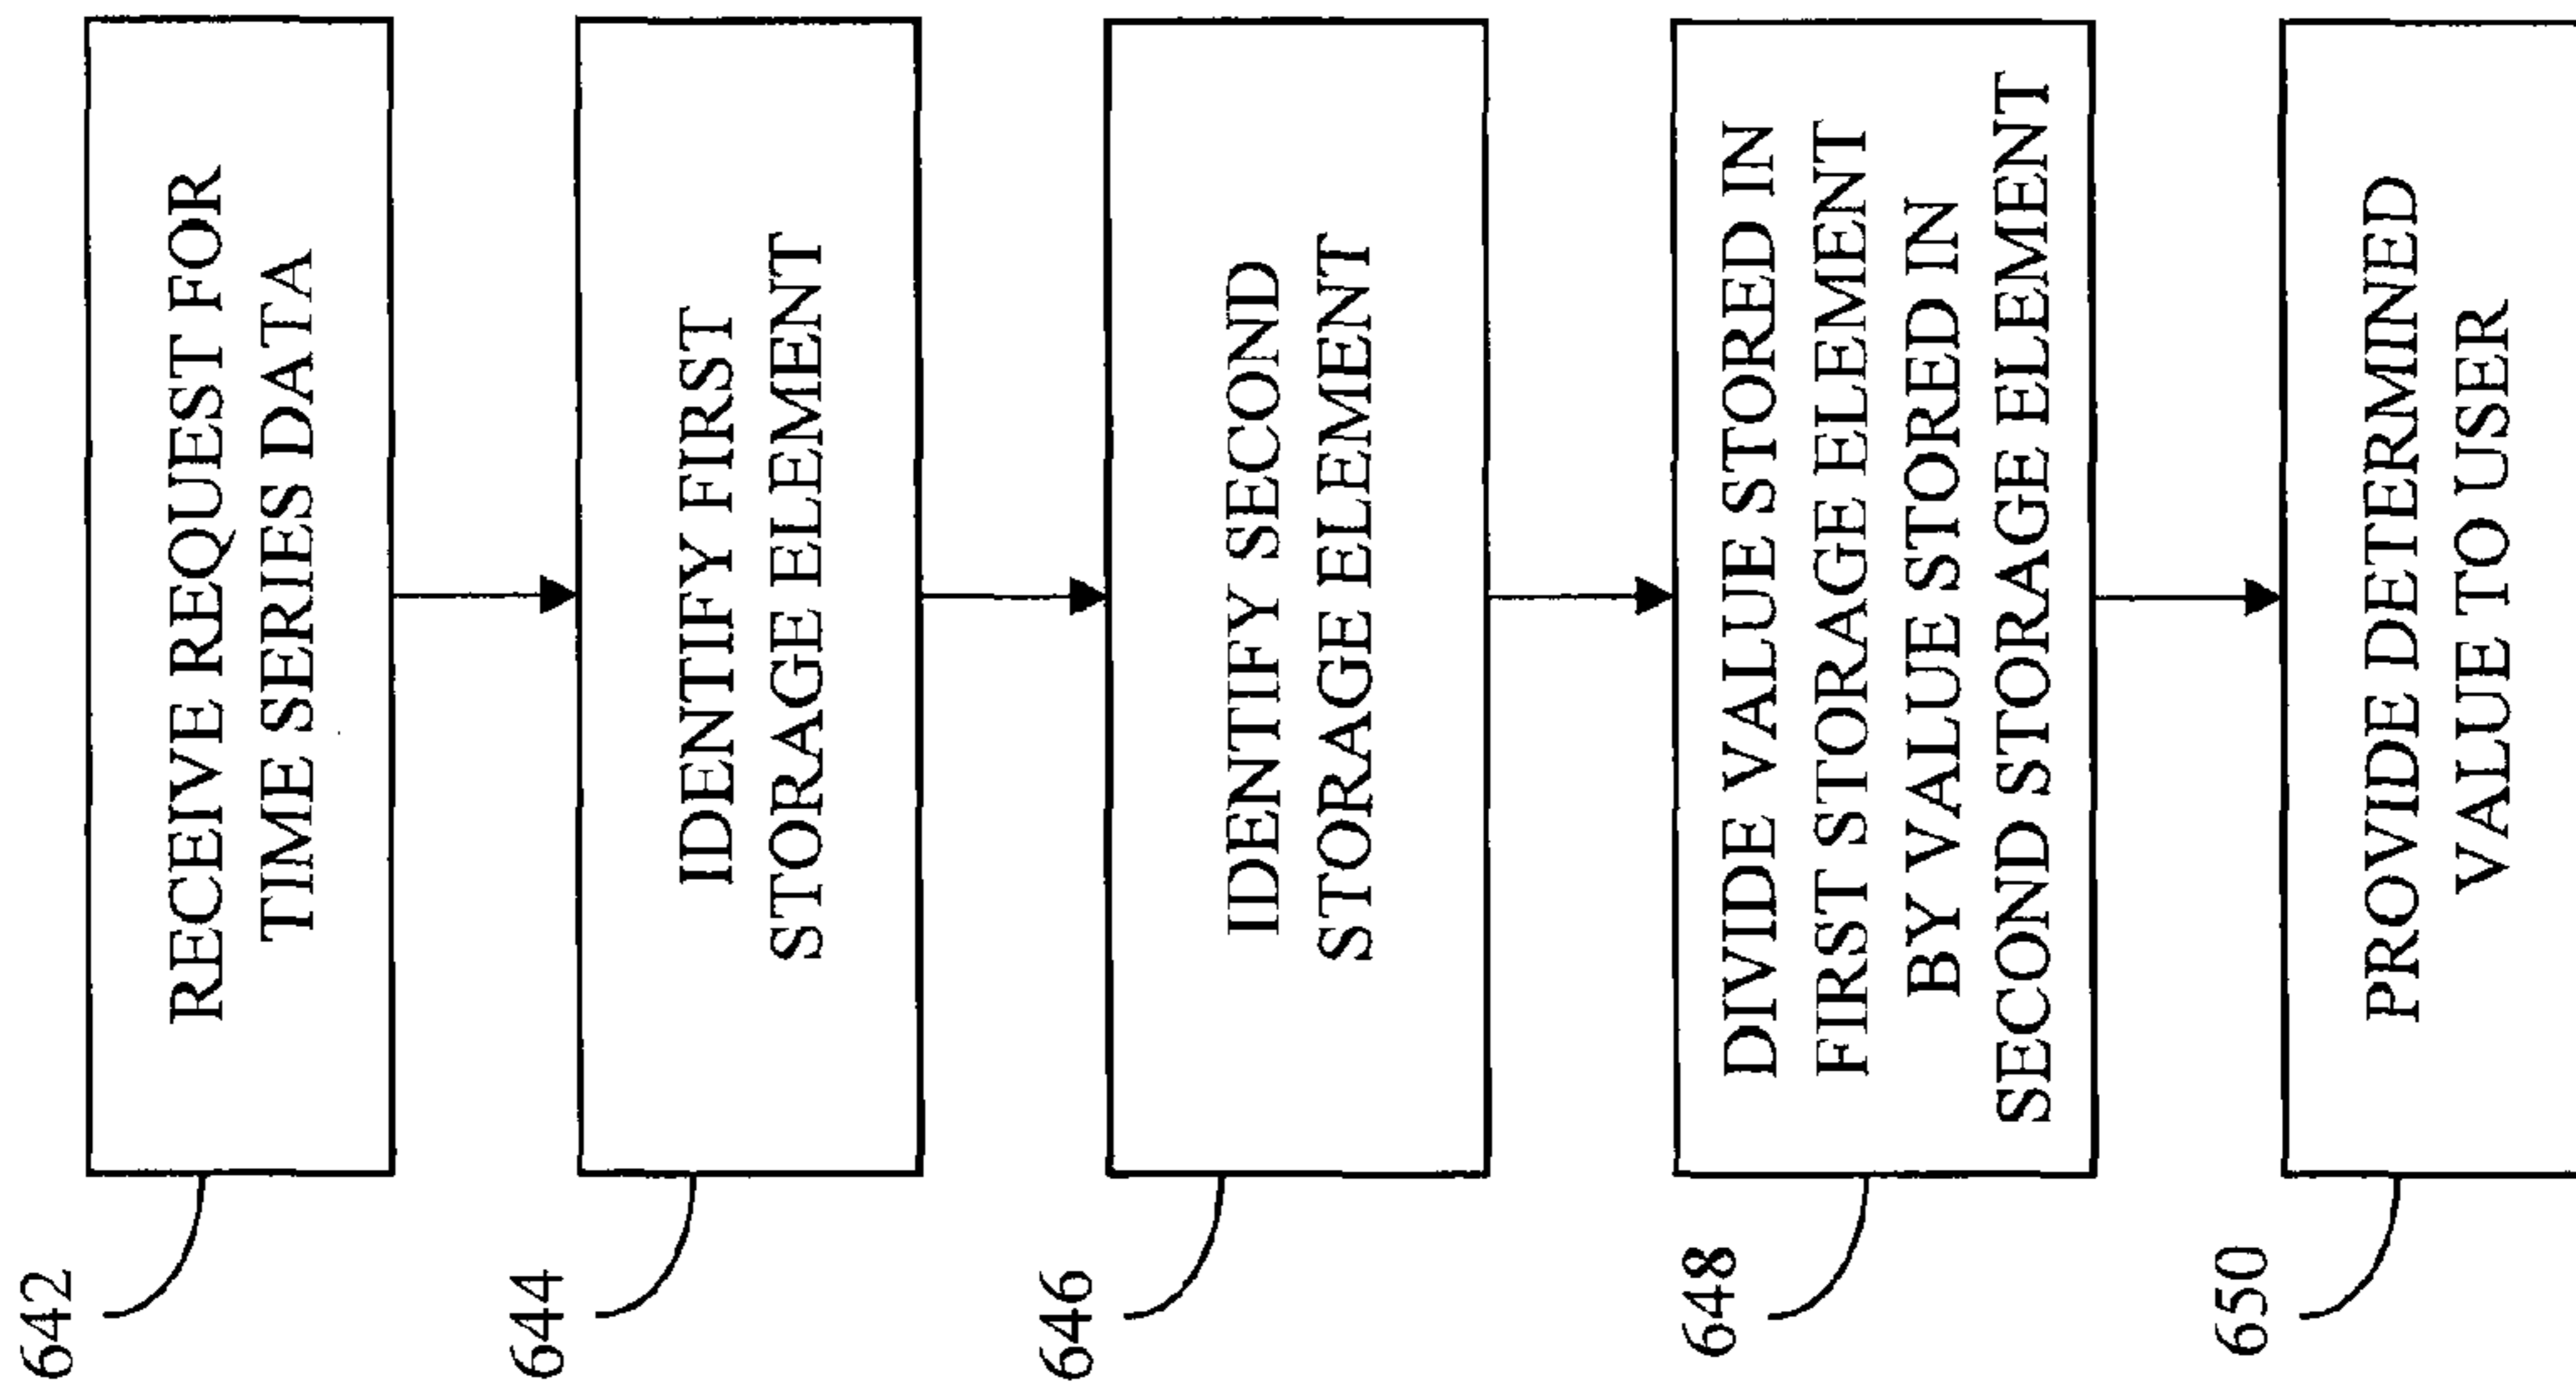 642
RECEIVE REQUEST FOR
TIME SERIES DATA
644
IDENTIFY FIRST
STORAGE ELEMENT
646
IDENTIFY SECOND
STORAGE ELEMENT
648
DIVIDE VALUE STORED IN
FIRST STORAGE ELEMENT
BY VALUE STORED IN
SECOND STORAGE ELEMENT
650
PROVIDE DETERMINED
VALUE TO USER